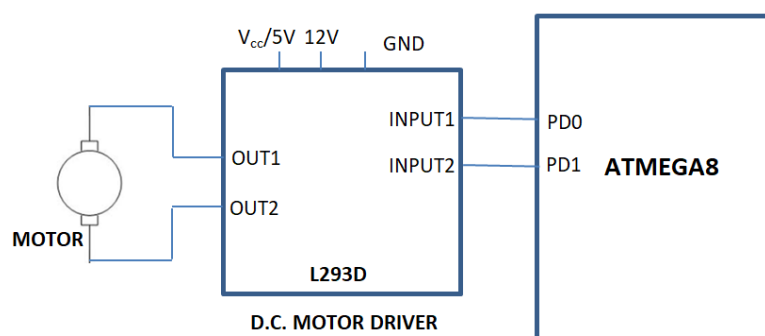 Vcc/5V 12V GND
INPUT1
PD0
OUT1
INPUT2
PD1
ATMEGA8
OUT2
MOTOR
L293D
D.C. MOTOR DRIVER